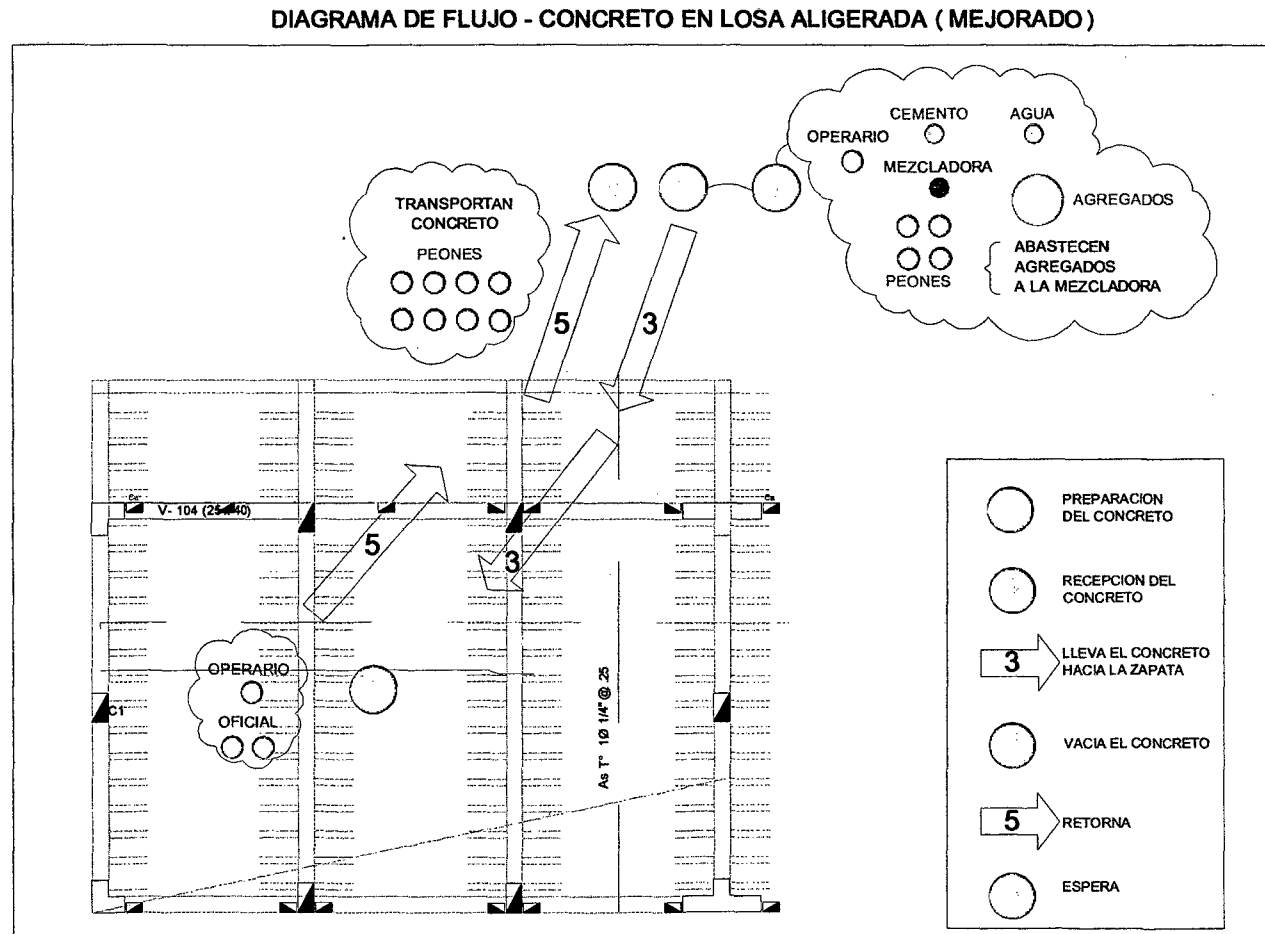 DIAGRAMA DE FLUJO - CONCRETO EN LOSA ALIGERADA ( MEJORADO )
CEMENTO
AGUA
OPERARIO
MEZCLADORA
AGREGADOS
PEONES
ABASTECEN
AGREGADOS
A LA MEZCLADORA
TRANSPORTAN
CONCRETO
PEONES
5
3
V- 104
5
3
OPERARIO
OFICIAL
C1
As T° 1Ø 1/4" @ .25
PREPARACION
DEL CONCRETO
RECEPCION DEL
CONCRETO
3
LLEVA EL CONCRETO
HACIA LA ZAPATA
VACIA EL CONCRETO
5
RETORNA
ESPERA